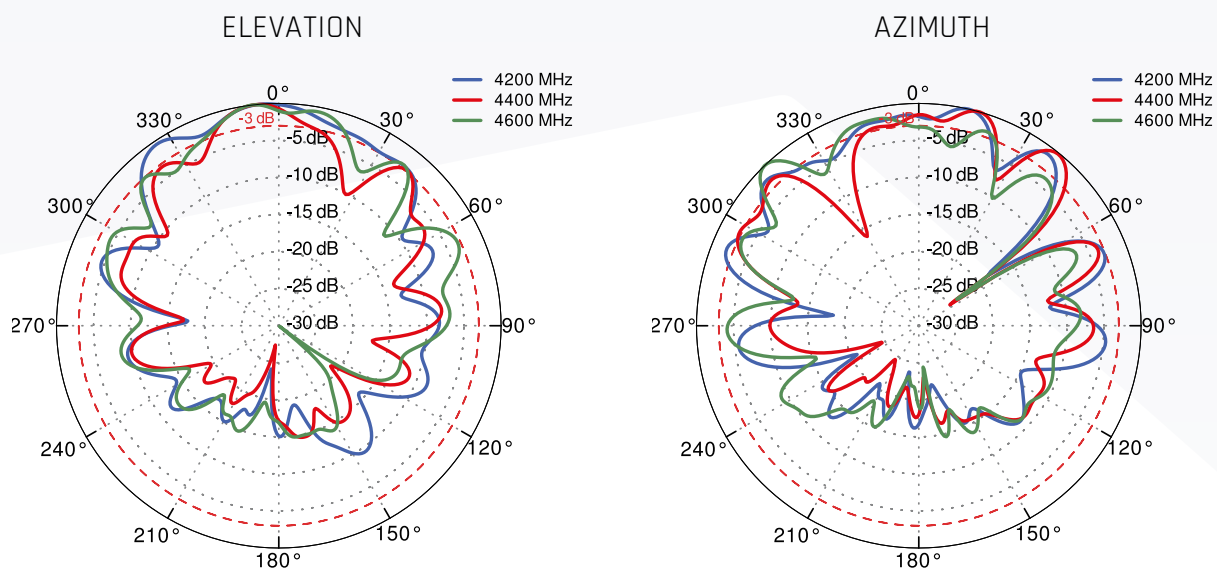 ELEVATION
4200 MHz
4400 MHz
4600 MHz
0°
30°
60°
90°
120°
150°
180°
210°
240°
270°
300°
330°
-3 dB
-5 dB
-10 dB
-15 dB
-20 dB
-25 dB
-30 dB
AZIMUTH
4200 MHz
4400 MHz
4600 MHz
0°
30°
60°
90°
120°
150°
180°
210°
240°
270°
300°
330°
-3 dB
-5 dB
-10 dB
-15 dB
-20 dB
-25 dB
-30 dB